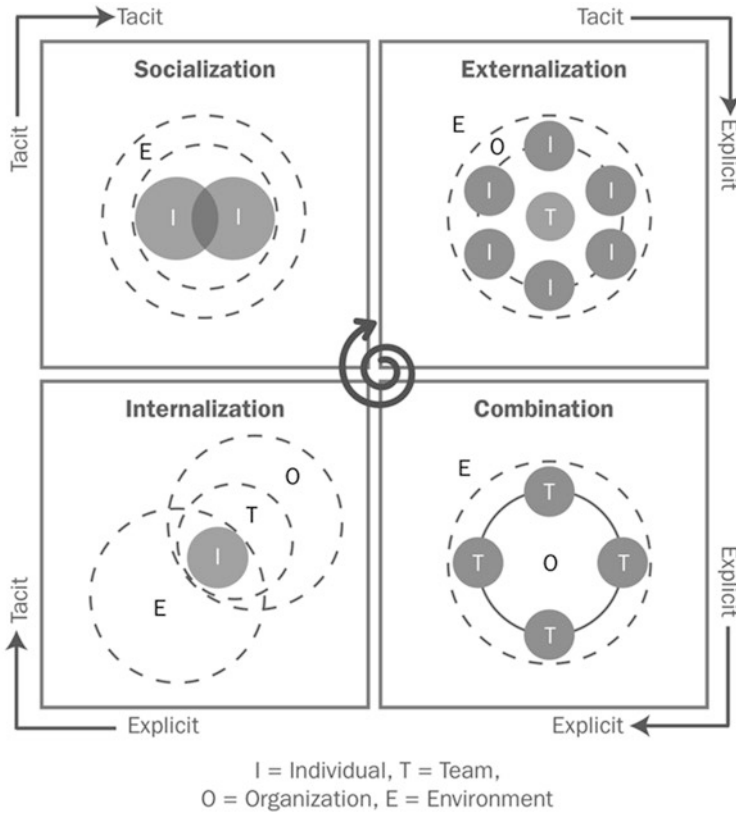 Tacit
Tacit
Tacit
Explicit
Socialization
E
I I
Externalization
E
O
I
I I
T
I I
I
Internalization
O
T
I
E
Combination
E
T
T O T
T
Tacit
Explicit
Explicit
Explicit
I = Individual, T = Team,
O = Organization, E = Environment